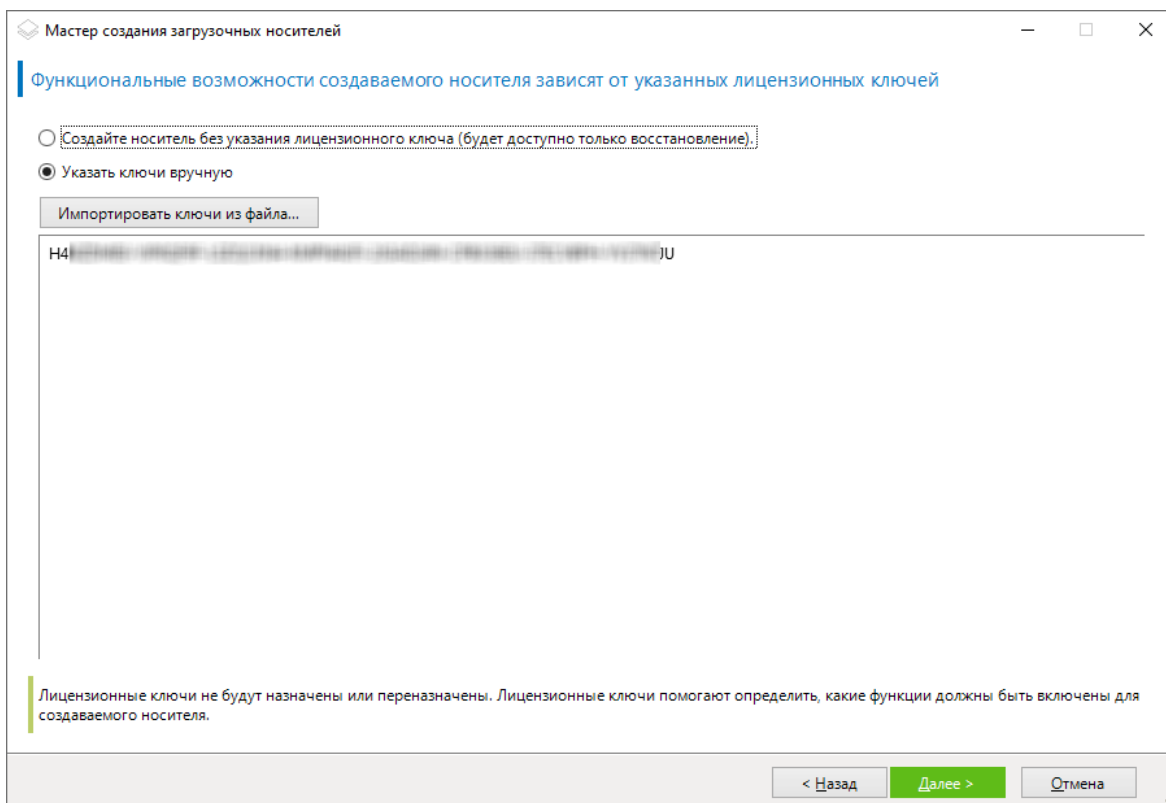 Мастер создания загрузочных носителей
Функциональные возможности создаваемого носителя зависят от указанных лицензионных ключей
Создайте носитель без указания лицензионного ключа (будет доступно только восстановление).
Указать ключи вручную
Импортировать ключи из файла...
H4 JU
Лицензионные ключи не будут назначены или переназначены. Лицензионные ключи помогают определить, какие функции должны быть включены для
создаваемого носителя.
< Назад Далее > Отмена